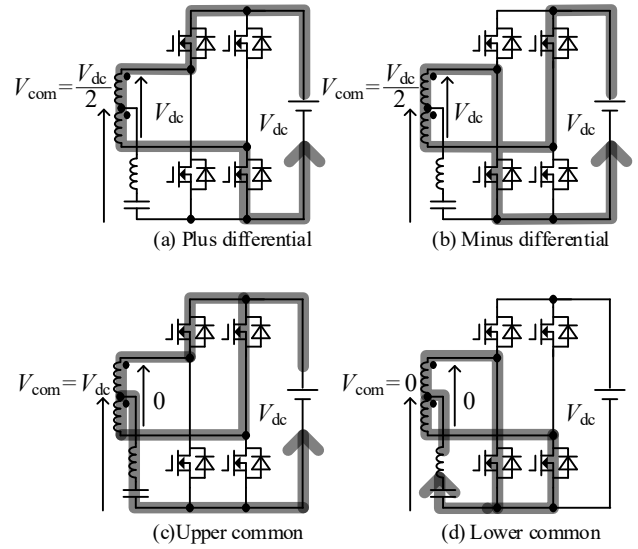 V_com = V_dc/2
V_dc
V_dc
(a) Plus differential
V_com = V_dc/2
V_dc
V_dc
(b) Minus differential
V_com = V_dc
0
V_dc
(c)Upper common
V_com = 0
0
V_dc
(d) Lower common